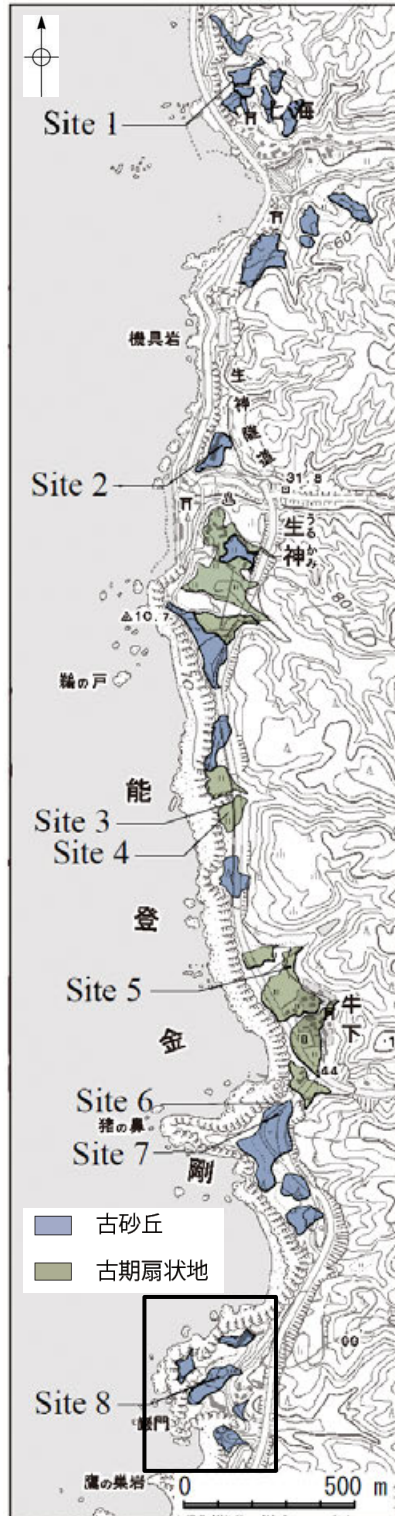 Site 1
海
60
機具岩
生神隧道
Site 2
31.8
うるかみ
生神
80
10.7
鵜の戸
能登金剛
Site 3
Site 4
Site 5
牛下
44
Site 6
猪の鼻
Site 7
古砂丘
古期扇状地
Site 8
巌門
鷹の巣岩
0 500 m